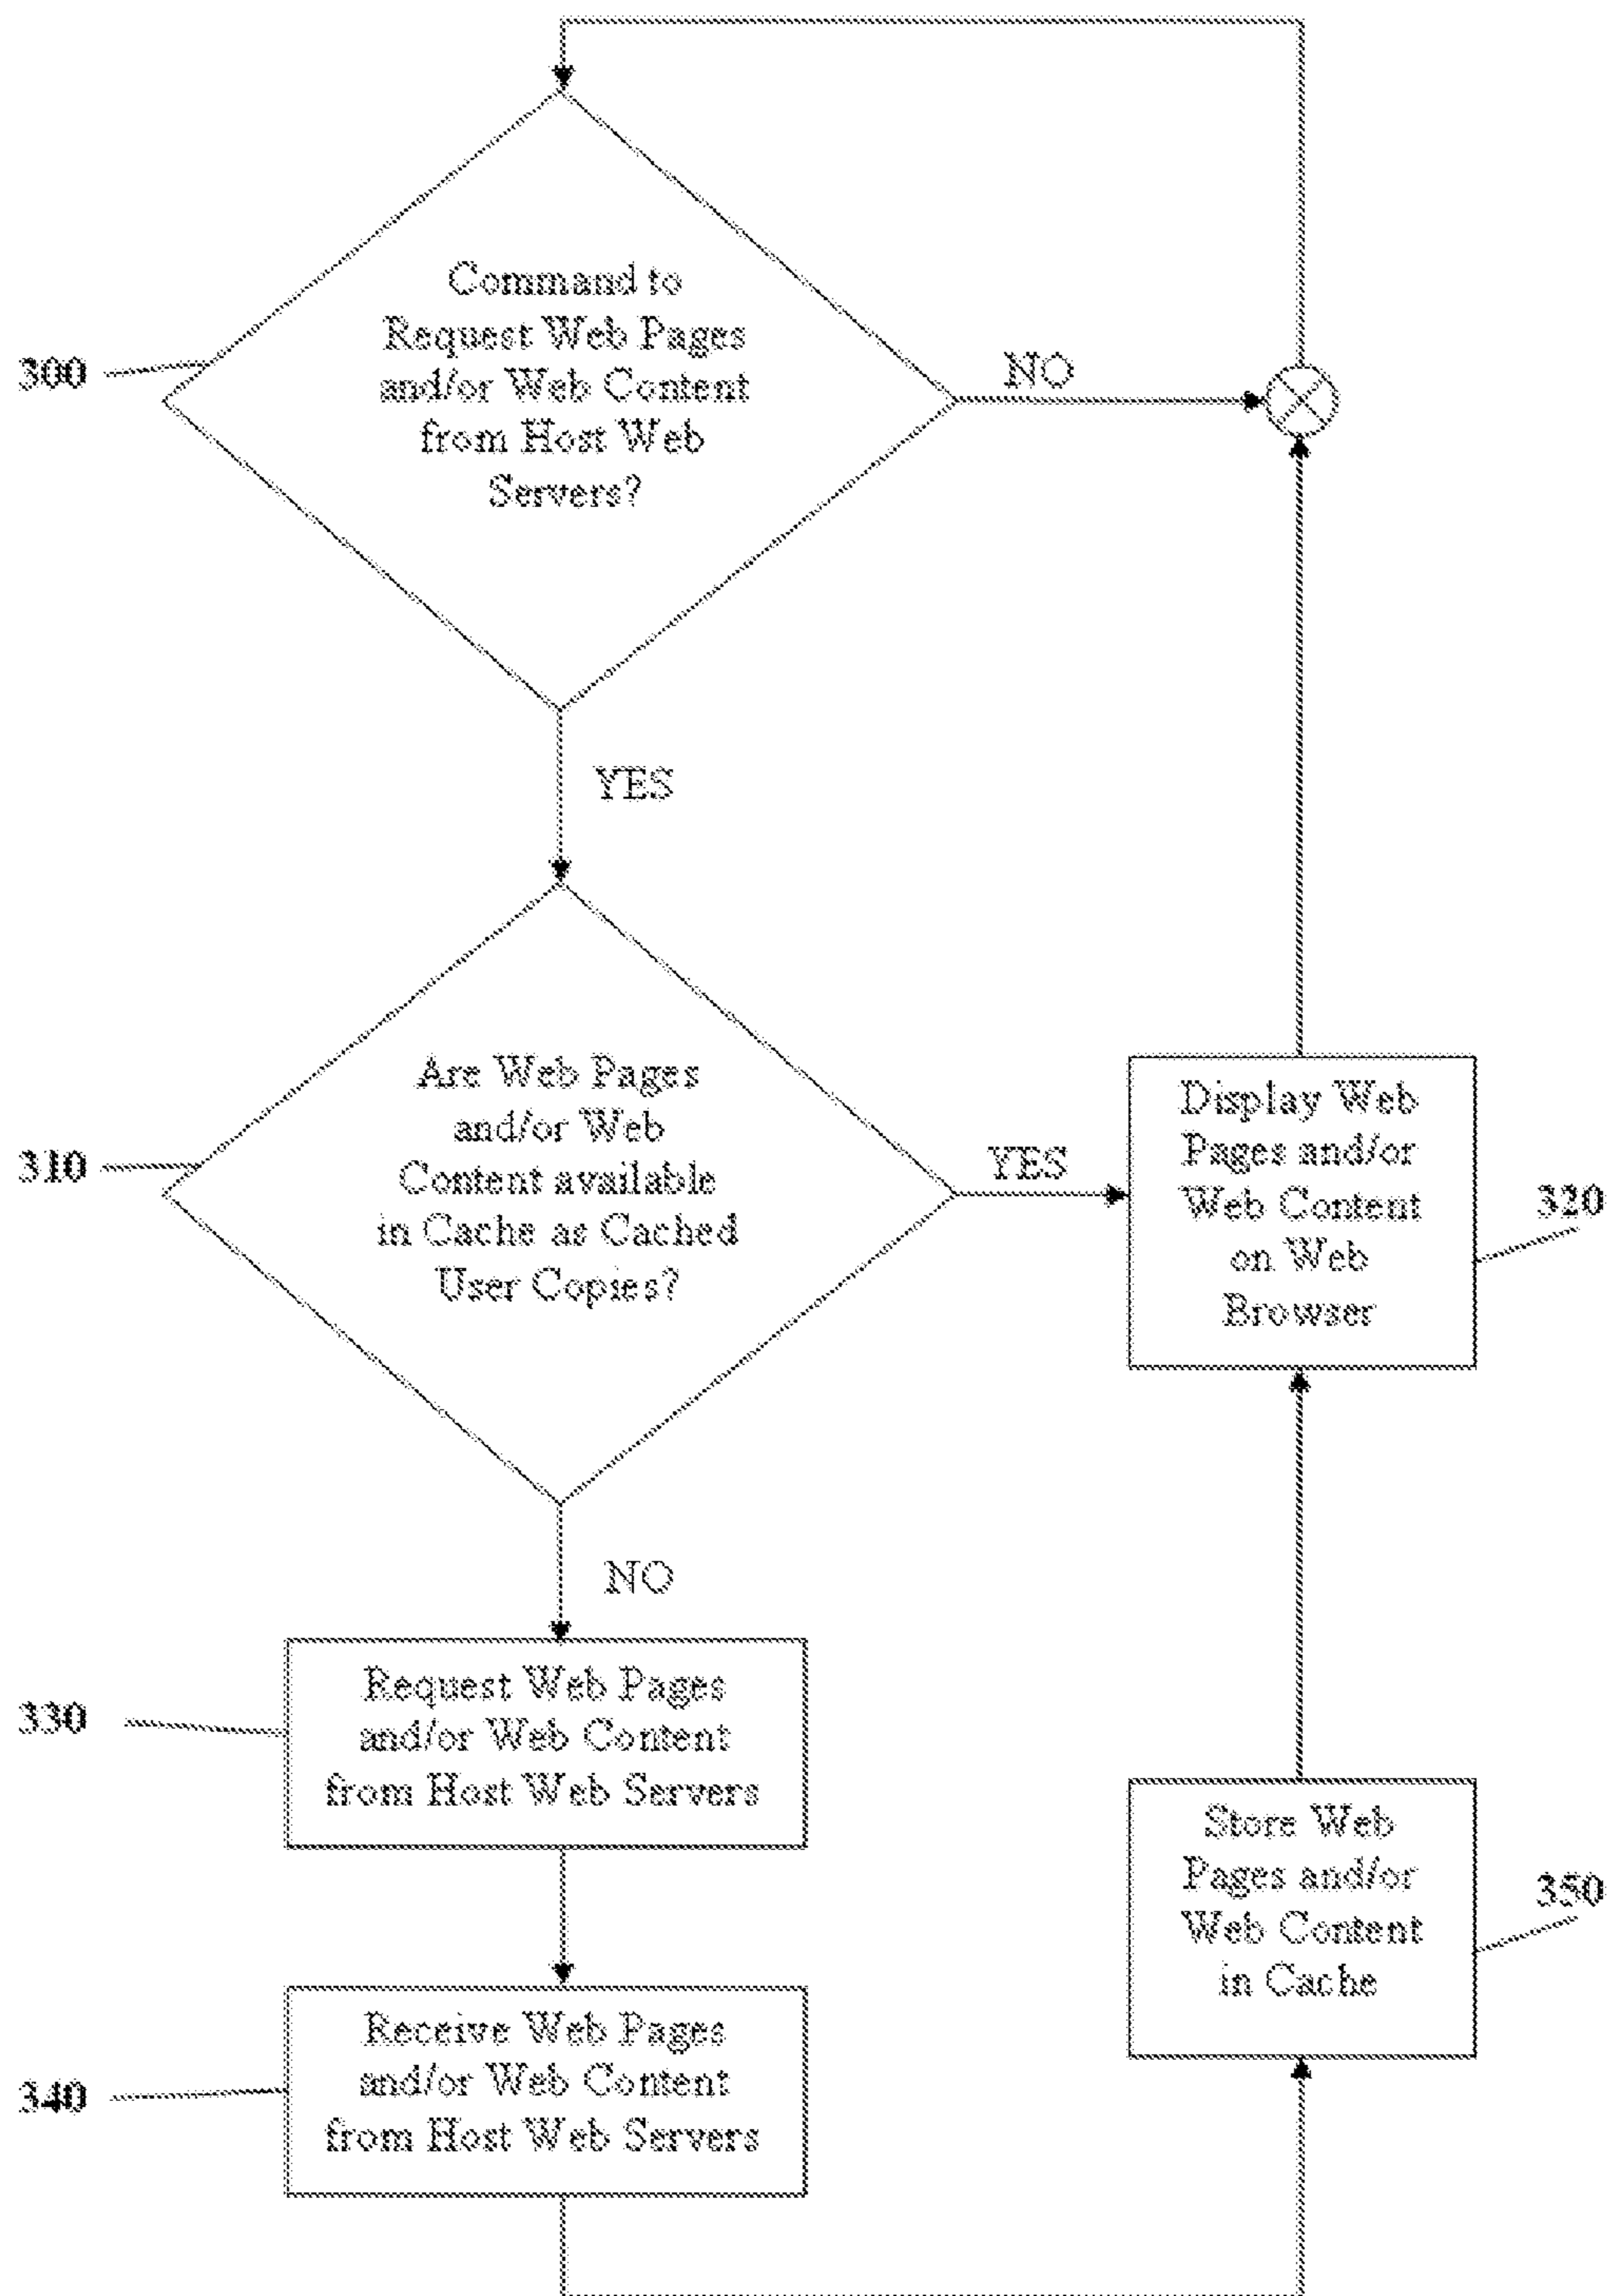 Command to
Request Web Pages
and/or Web Content
from Host Web
Servers?
300
NO
YES
Are Web Pages
and/or Web
Content available
in Cache as Cached
User Copies?
310
YES
Display Web
Pages and/or
Web Content
on Web
Browser
320
NO
Request Web Pages
and/or Web Content
from Host Web Servers
330
Store Web
Pages and/or
Web Content
in Cache
350
Receive Web Pages
and/or Web Content
from Host Web Servers
340